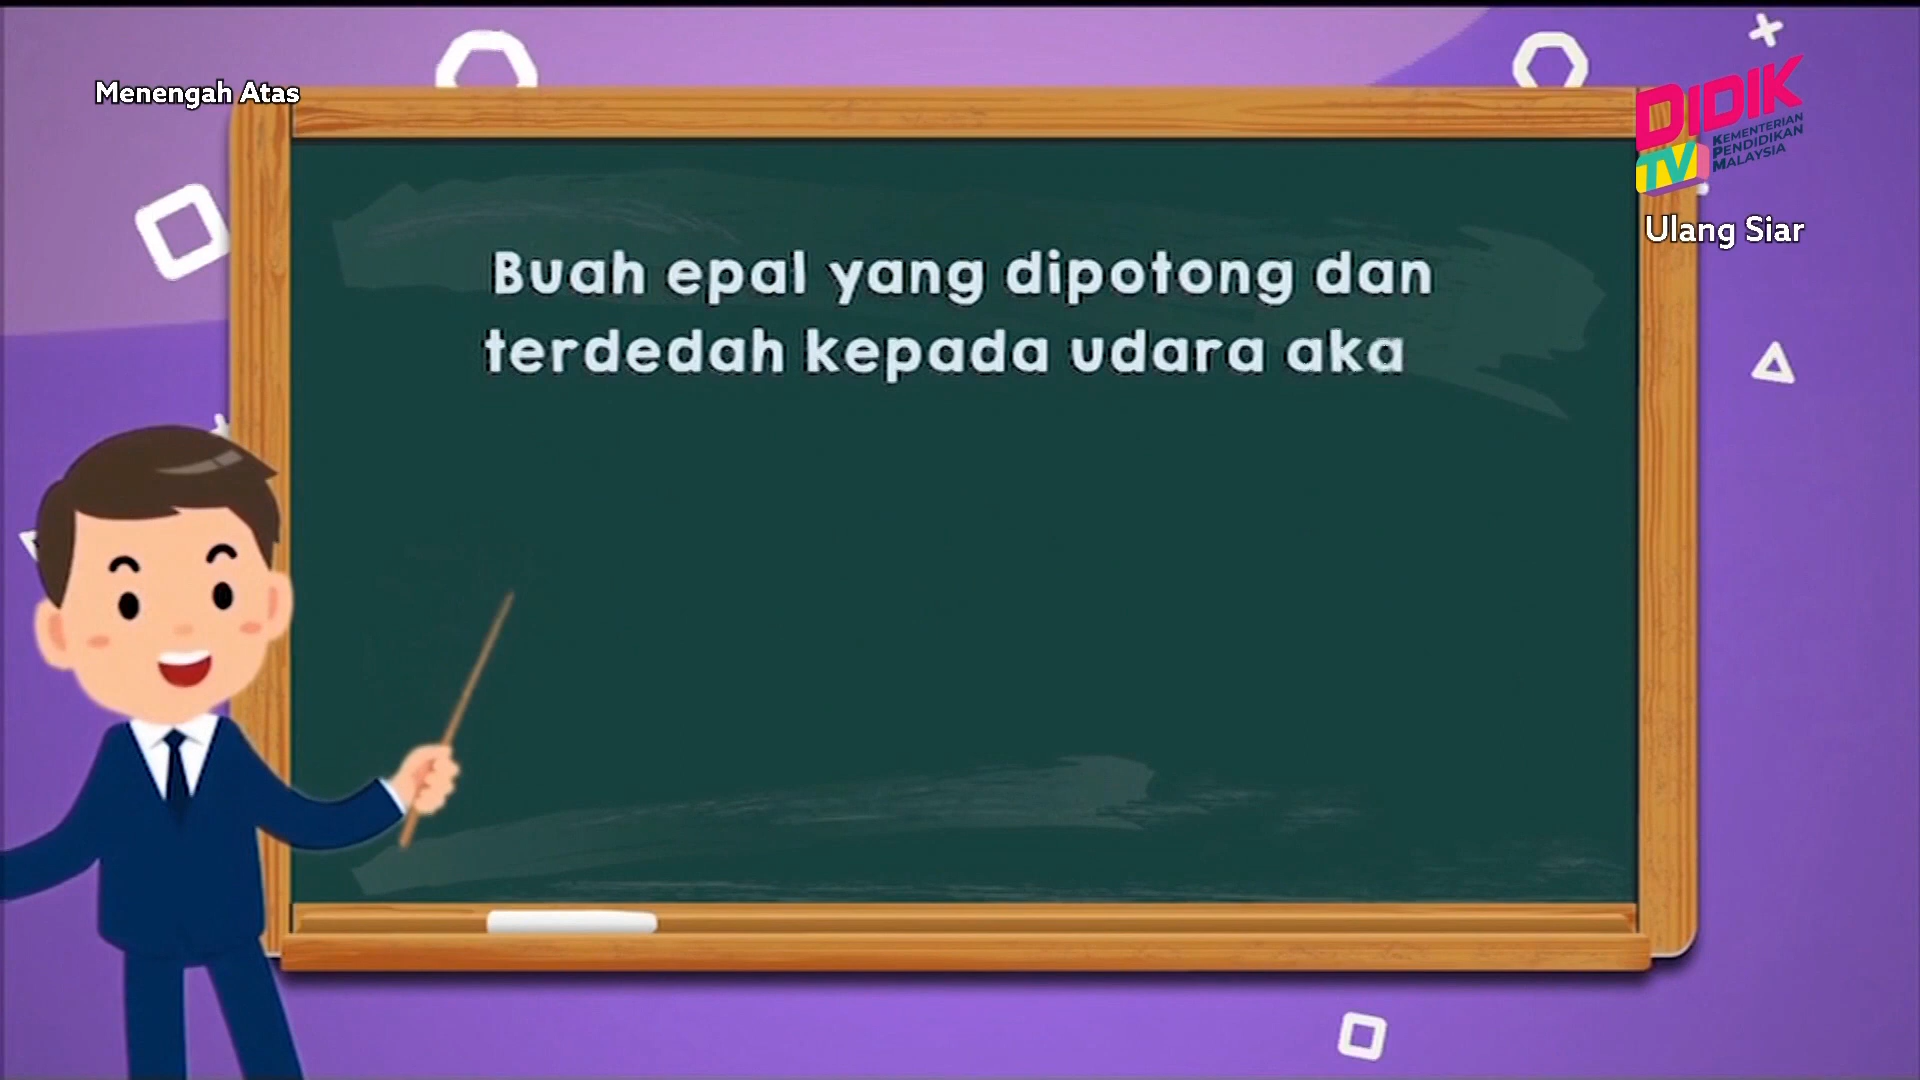 Menengah Atas
DIDIK
TV
KEMENTERIAN
PENDIDIKAN
MALAYSIA
Ulang Siar
Buah epal yang dipotong dan
terdedah kepada udara aka